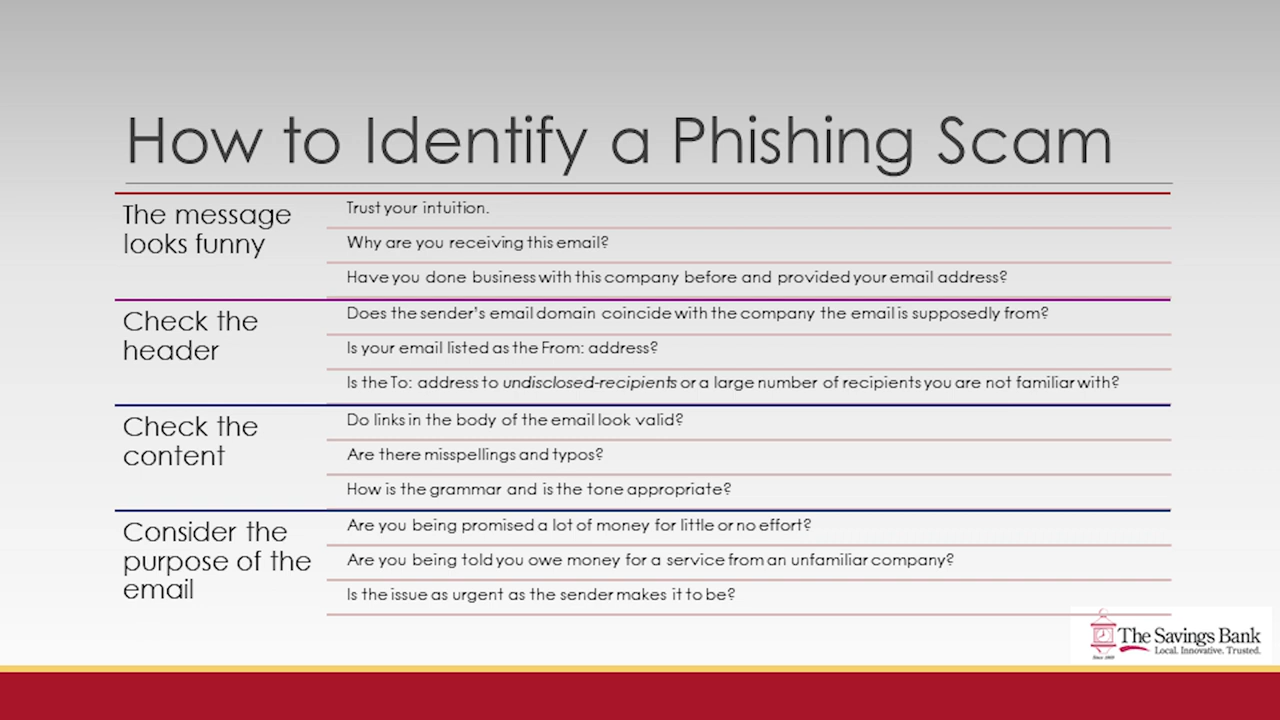 How to Identify a Phishing Scam
The message
looks funny
Trust your intuition.
Why are you receiving this email?
Have you done business with this company before and provided your email address?
Check the
header
Does the sender's email domain coincide with the company the email is supposedly from?
Is your email listed as the From: address?
Is the To: address to undisclosed-recipients or a large number of recipients you are not familiar with?
Check the
content
Do links in the body of the email look valid?
Are there misspellings and typos?
How is the grammar and is the tone appropriate?
Consider the
purpose of the
email
Are you being promised a lot of money for little or no effort?
Are you being told you owe money for a service from an unfamiliar company?
Is the issue as urgent as the sender makes it to be?
The Savings Bank
Local. Innovative. Trusted.